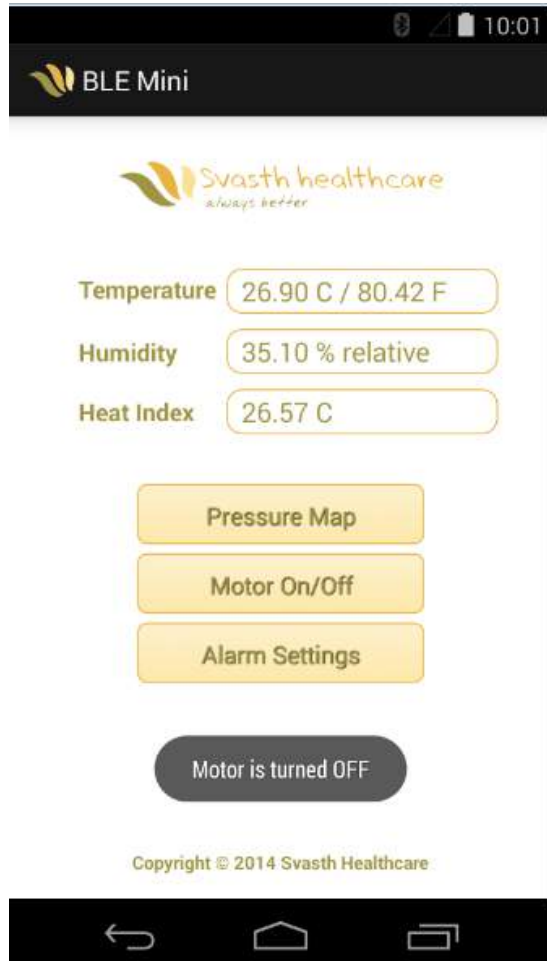 10:01
BLE Mini
Svasth healthcare
always better
Temperature 26.90 C / 80.42 F
Humidity 35.10 % relative
Heat Index 26.57 C
Pressure Map
Motor On/Off
Alarm Settings
Motor is turned OFF
Copyright © 2014 Svasth Healthcare